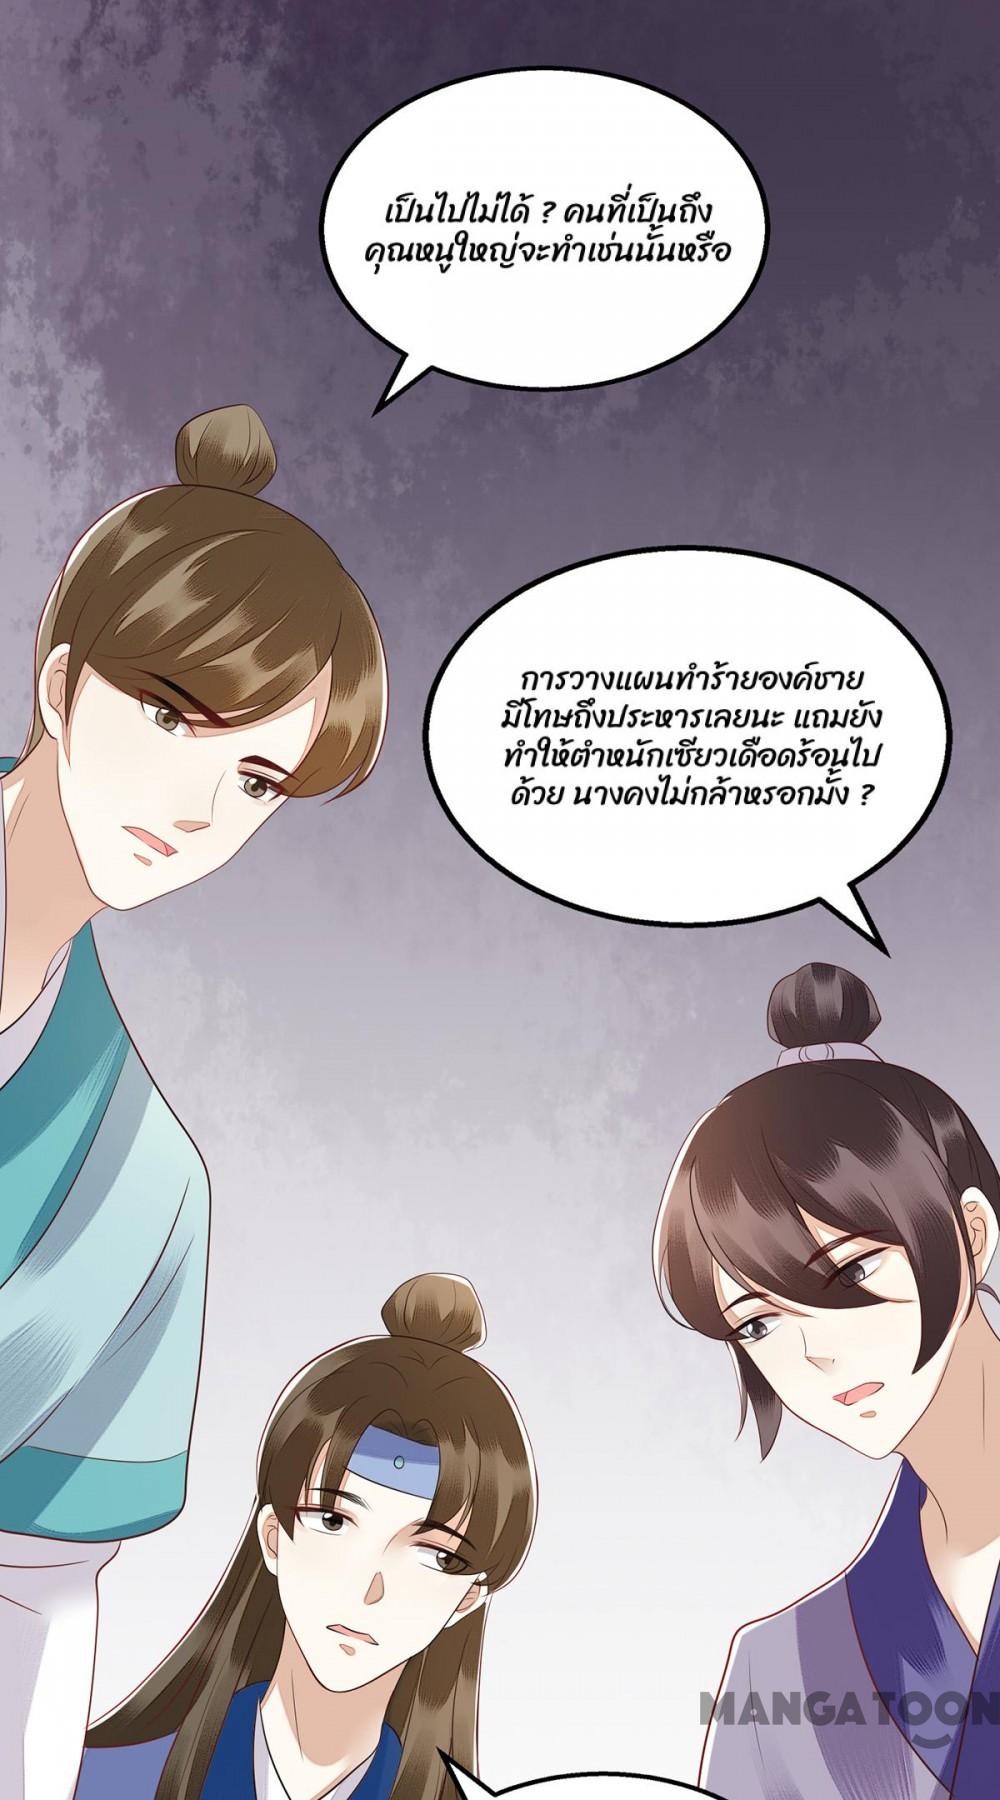 เป็นไปไม่ได้ ? คนที่เป็นถึง
คุณหนูใหญ่จะทำเช่นนั้นหรือ
การวางแผนทำร้ายองค์ชาย
มีโทษถึงประหารเลยนะ แถมยัง
ทำให้ตำหนักเซียวเดือดร้อนไป
ด้วย นางคงไม่กล้าหรอกมั้ง ?
MANGATOON